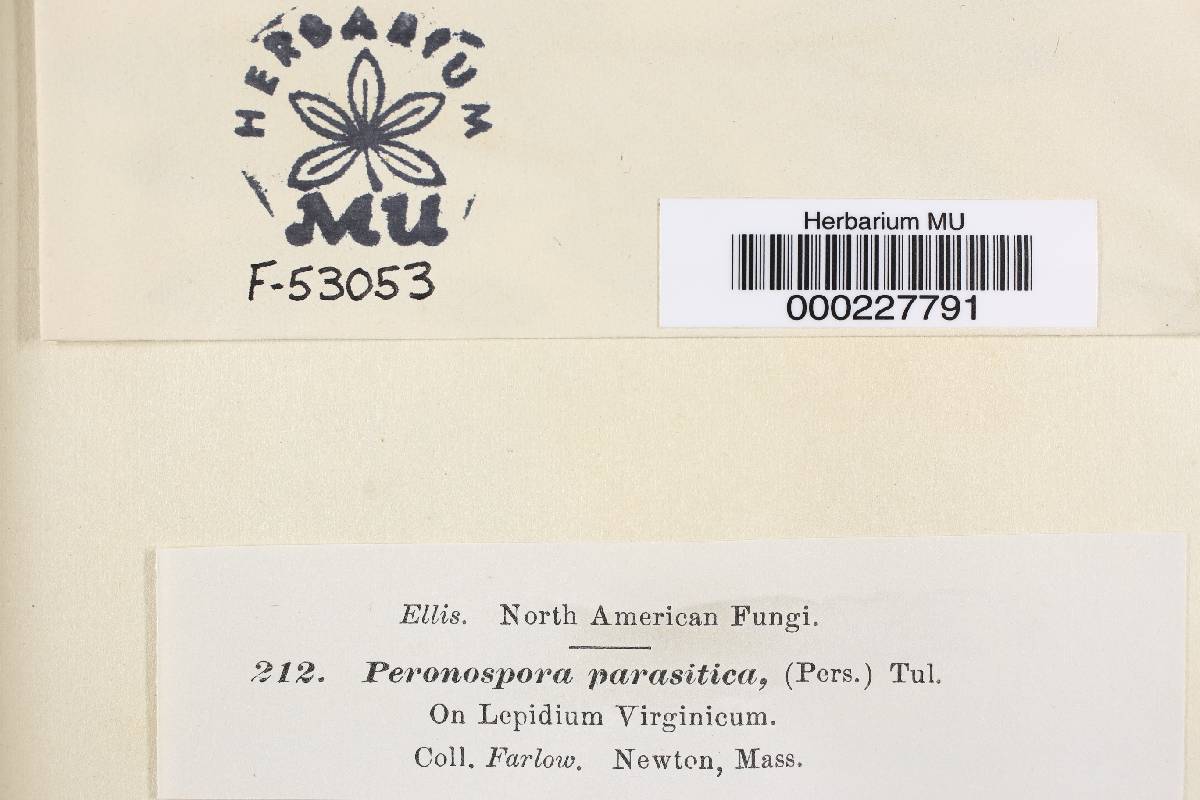 HERBARIUM
MU
F-53053
Herbarium MU
000227791
Ellis. North American Fungi.
212. Peronospora parasitica, (Pers.) Tul.
On Lepidium Virginicum.
Coll. Farlow. Newton, Mass.